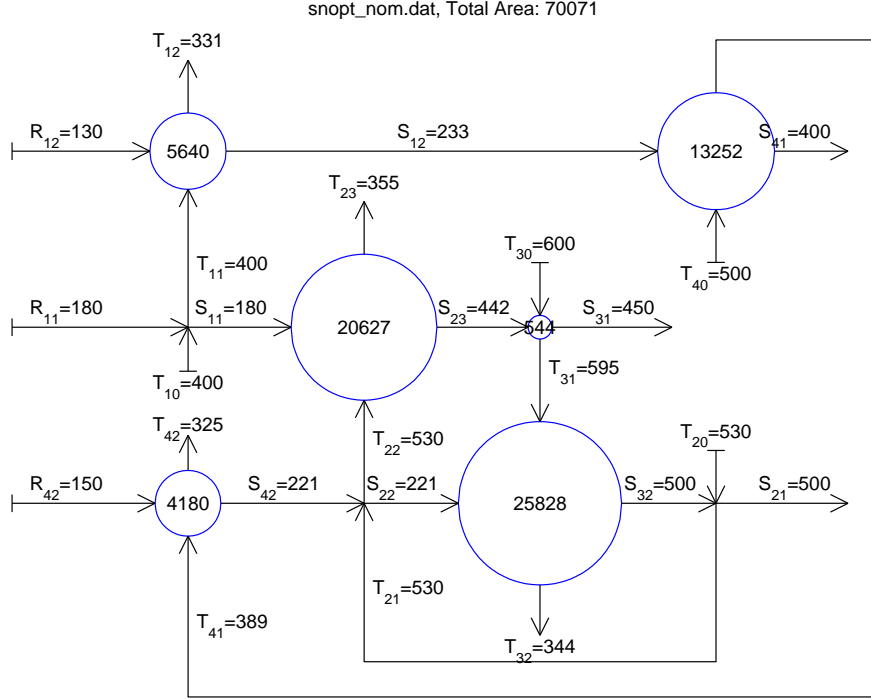 snopt_nom.dat, Total Area: 70071
T12=331
R12=130
5640
S12=233
13252
S41=400
T23=355
T11=400
T30=600
T40=500
R11=180
S11=180
20627
S23=442
544
S31=450
T10=400
T31=595
T42=325
T22=530
T20=530
R42=150
4180
S42=221
S22=221
25828
S32=500
S21=500
T21=530
T41=389
T32=344